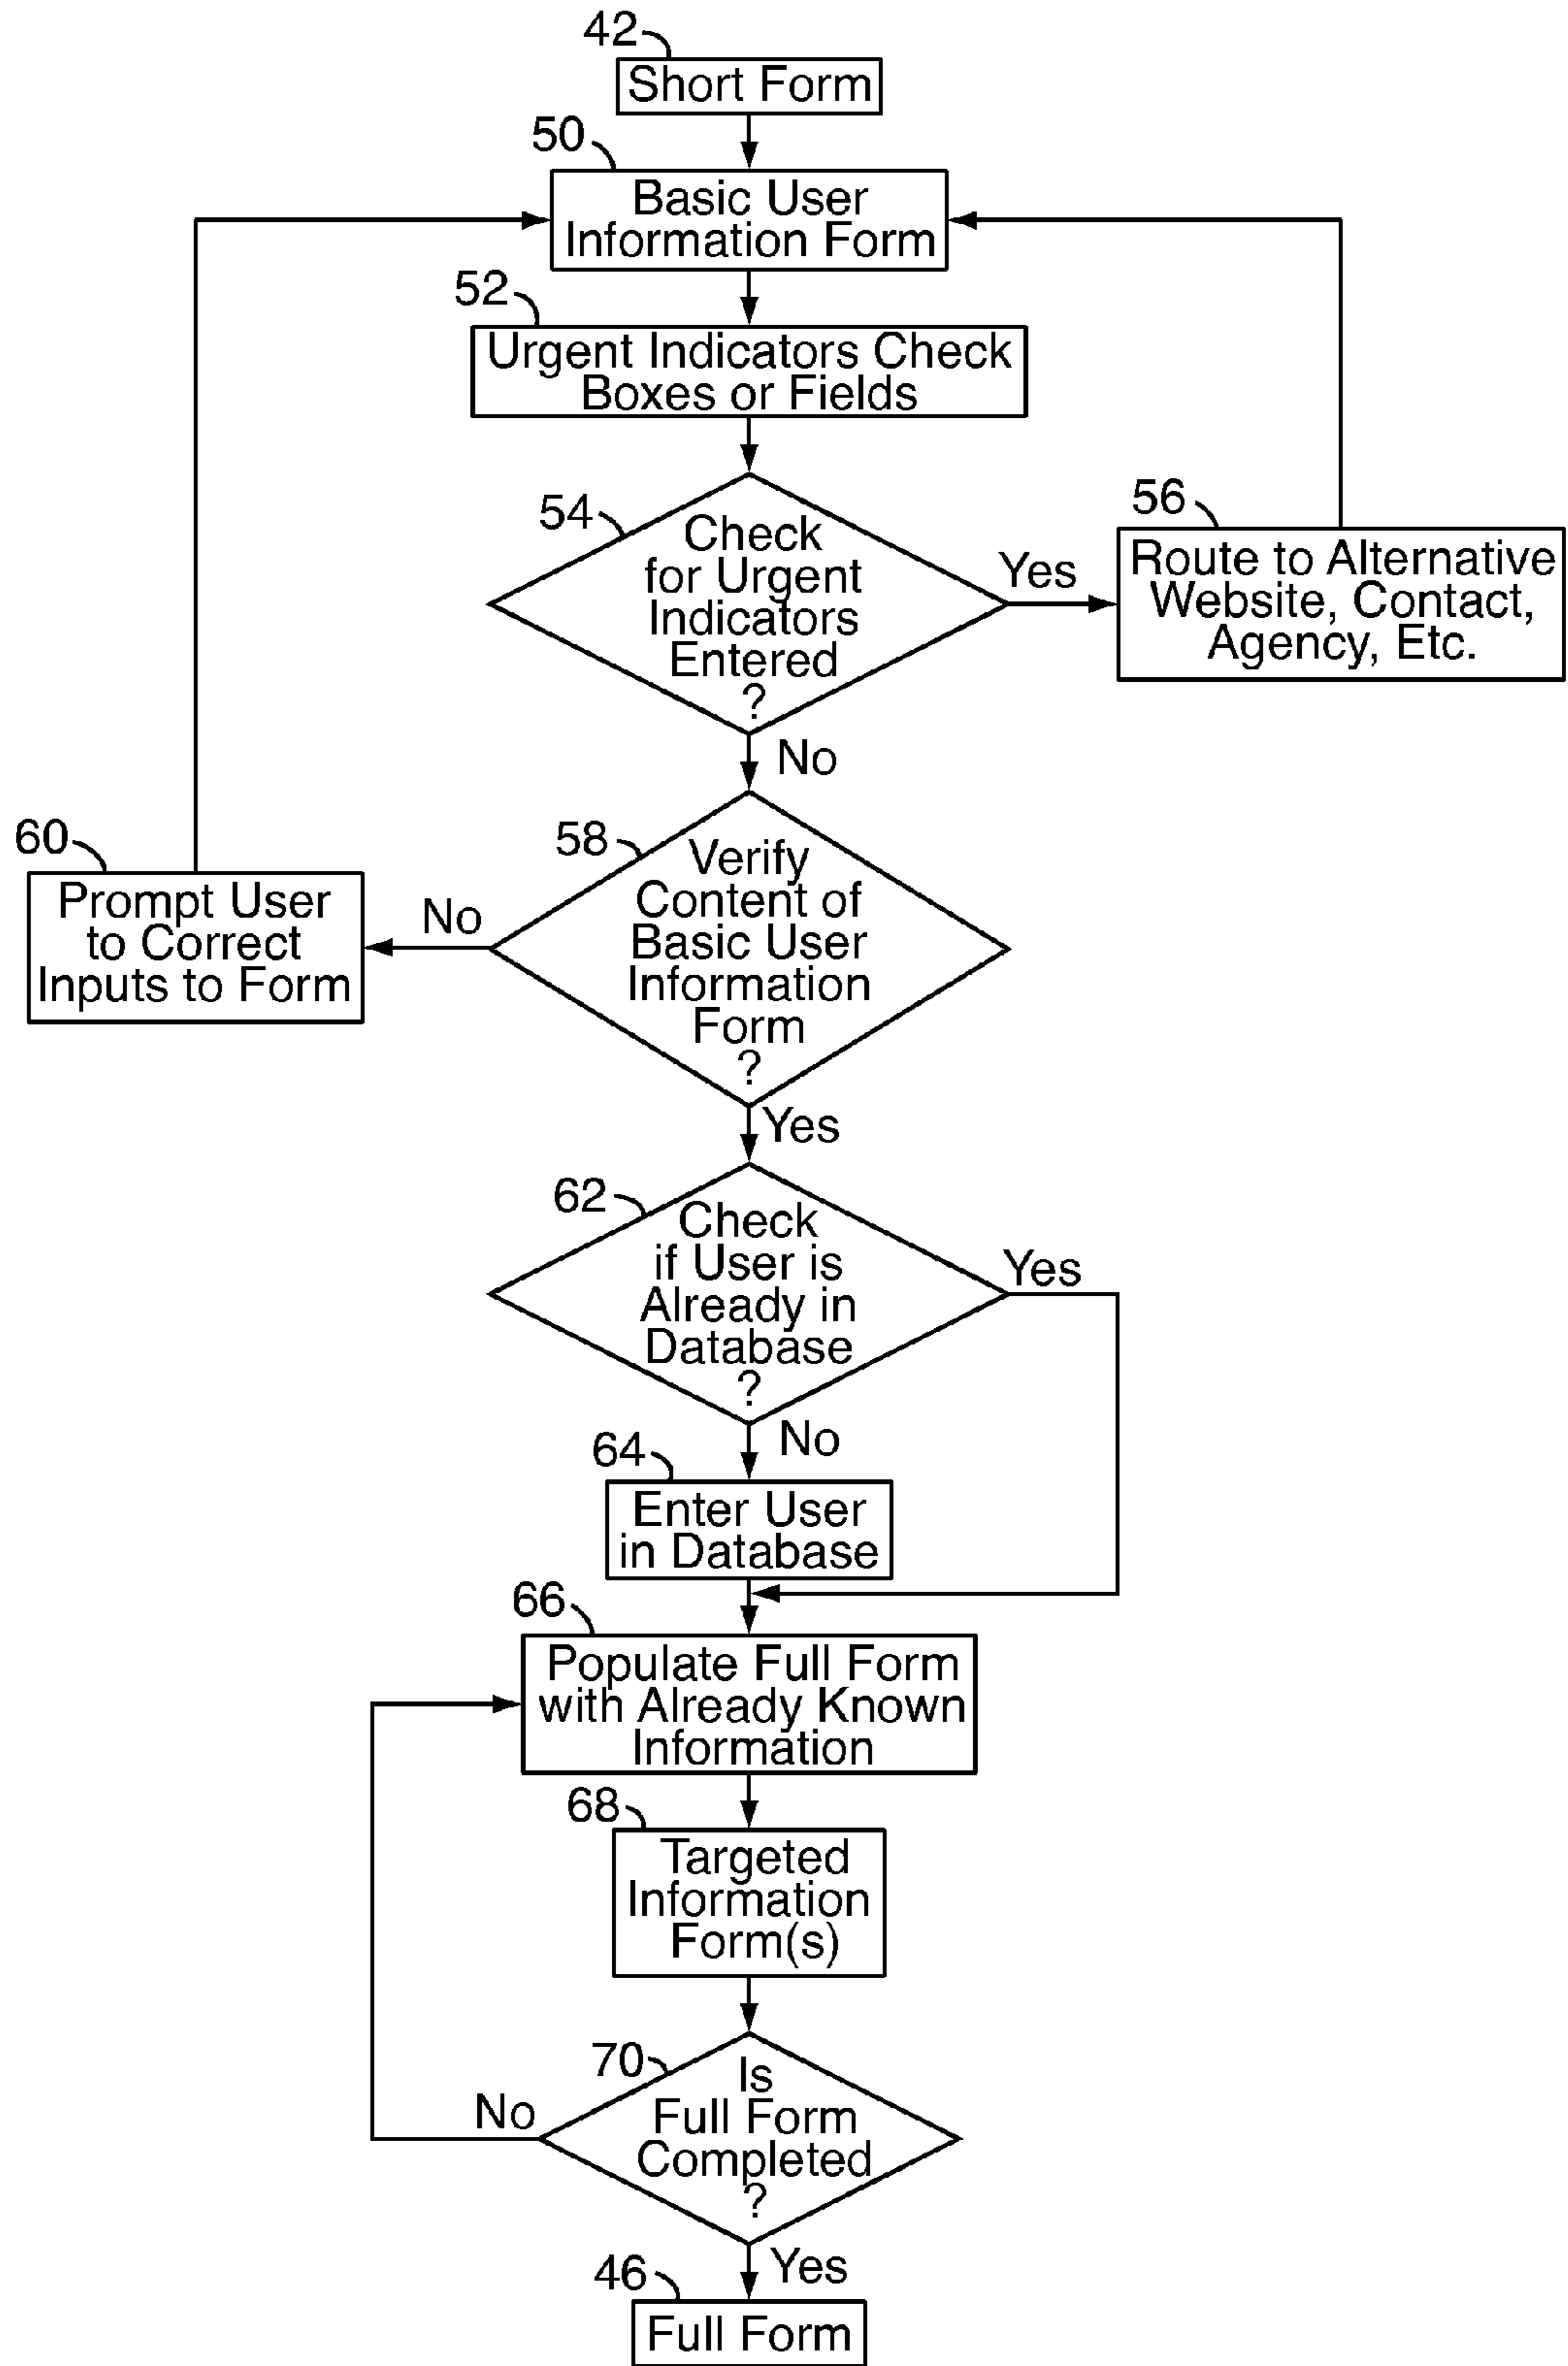 42
Short Form
50
Basic User
Information Form
52
Urgent Indicators Check
Boxes or Fields
54
Check
for Urgent
Indicators
Entered
?
Yes
56
Route to Alternative
Website, Contact,
Agency, Etc.
No
58
Verify
Content of
Basic User
Information
Form
?
No
60
Prompt User
to Correct
Inputs to Form
Yes
62
Check
if User is
Already in
Database
?
Yes
No
64
Enter User
in Database
66
Populate Full Form
with Already Known
Information
68
Targeted
Information
Form(s)
70
Is
Full Form
Completed
?
No
Yes
46
Full Form